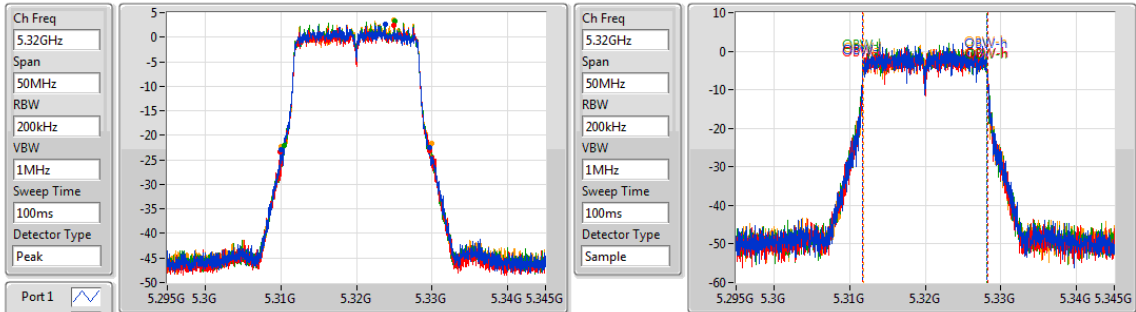 Ch Freq
5.32GHz
Span
50MHz
RBW
200kHz
VBW
1MHz
Sweep Time
100ms
Detector Type
Peak
Port 1
5
0
-5
-10
-15
-20
-25
-30
-35
-40
-45
-50
5.295G 5.3G 5.31G 5.32G 5.33G 5.34G 5.345G
Ch Freq
5.32GHz
Span
50MHz
RBW
200kHz
VBW
1MHz
Sweep Time
100ms
Detector Type
Sample
10
0
-10
-20
-30
-40
-50
-60
OBW-h
OBW-h
5.295G 5.3G 5.31G 5.32G 5.33G 5.34G 5.345G